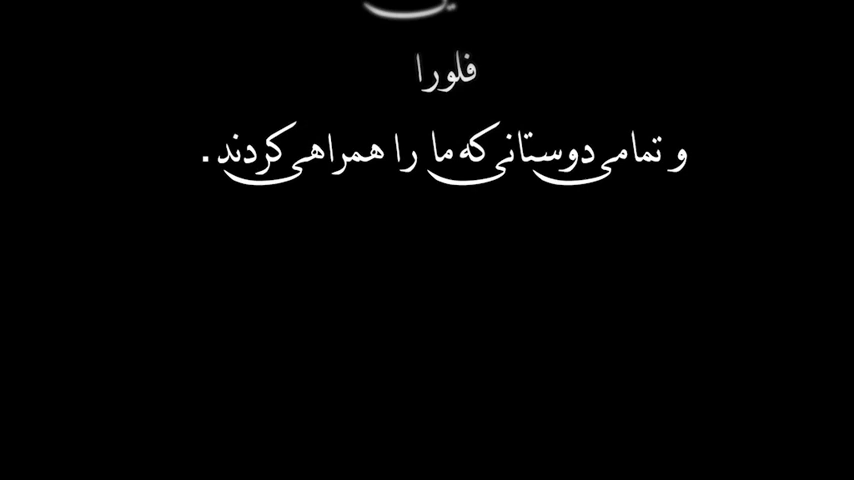 فلورا
و تمامی دوستانی که ما را همراهی کردند .